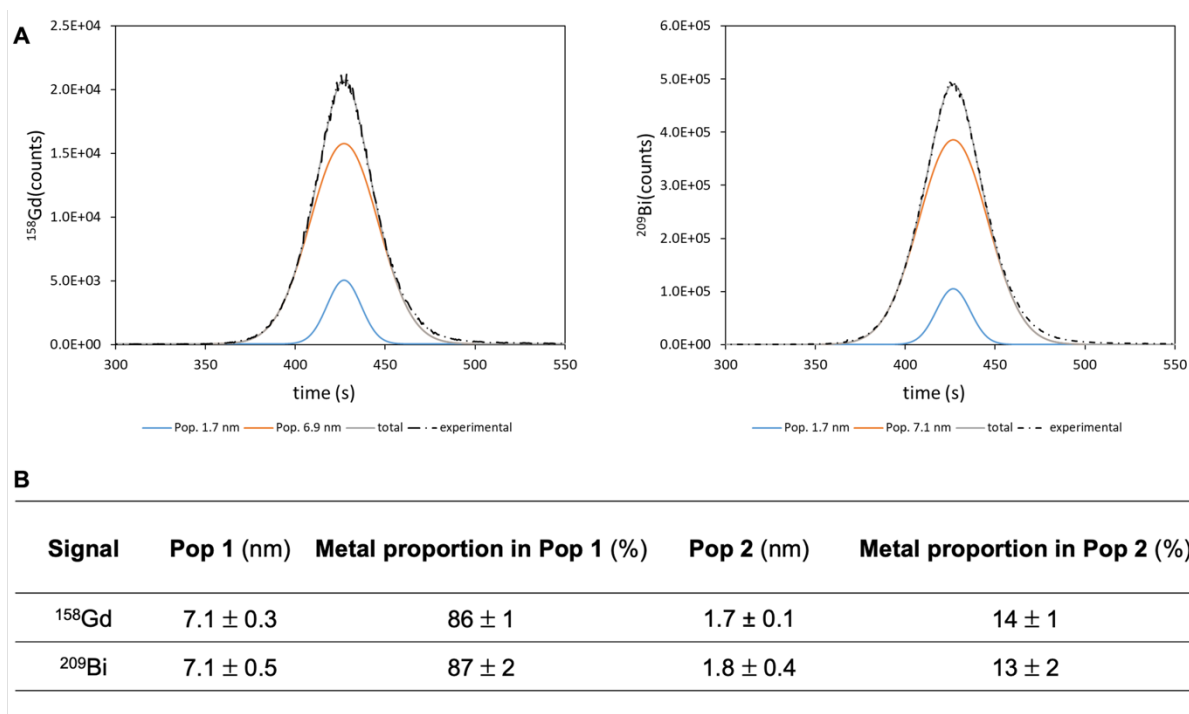 A
2.5E+04
2.0E+04
1.5E+04
1.0E+04
5.0E+03
0.0E+00
158Gd(counts)
300 350 400 450 500 550
time (s)
Pop. 1.7 nm Pop. 6.9 nm total experimental
6.0E+05
5.0E+05
4.0E+05
3.0E+05
2.0E+05
1.0E+05
0.0E+00
209Bi(counts)
300 350 400 450 500 550
time (s)
Pop. 1.7 nm Pop. 7.1 nm total experimental
B
Signal Pop 1 (nm) Metal proportion in Pop 1 (%) Pop 2 (nm) Metal proportion in Pop 2 (%)
158Gd 7.1 ± 0.3 86 ± 1 1.7 ± 0.1 14 ± 1
209Bi 7.1 ± 0.5 87 ± 2 1.8 ± 0.4 13 ± 2